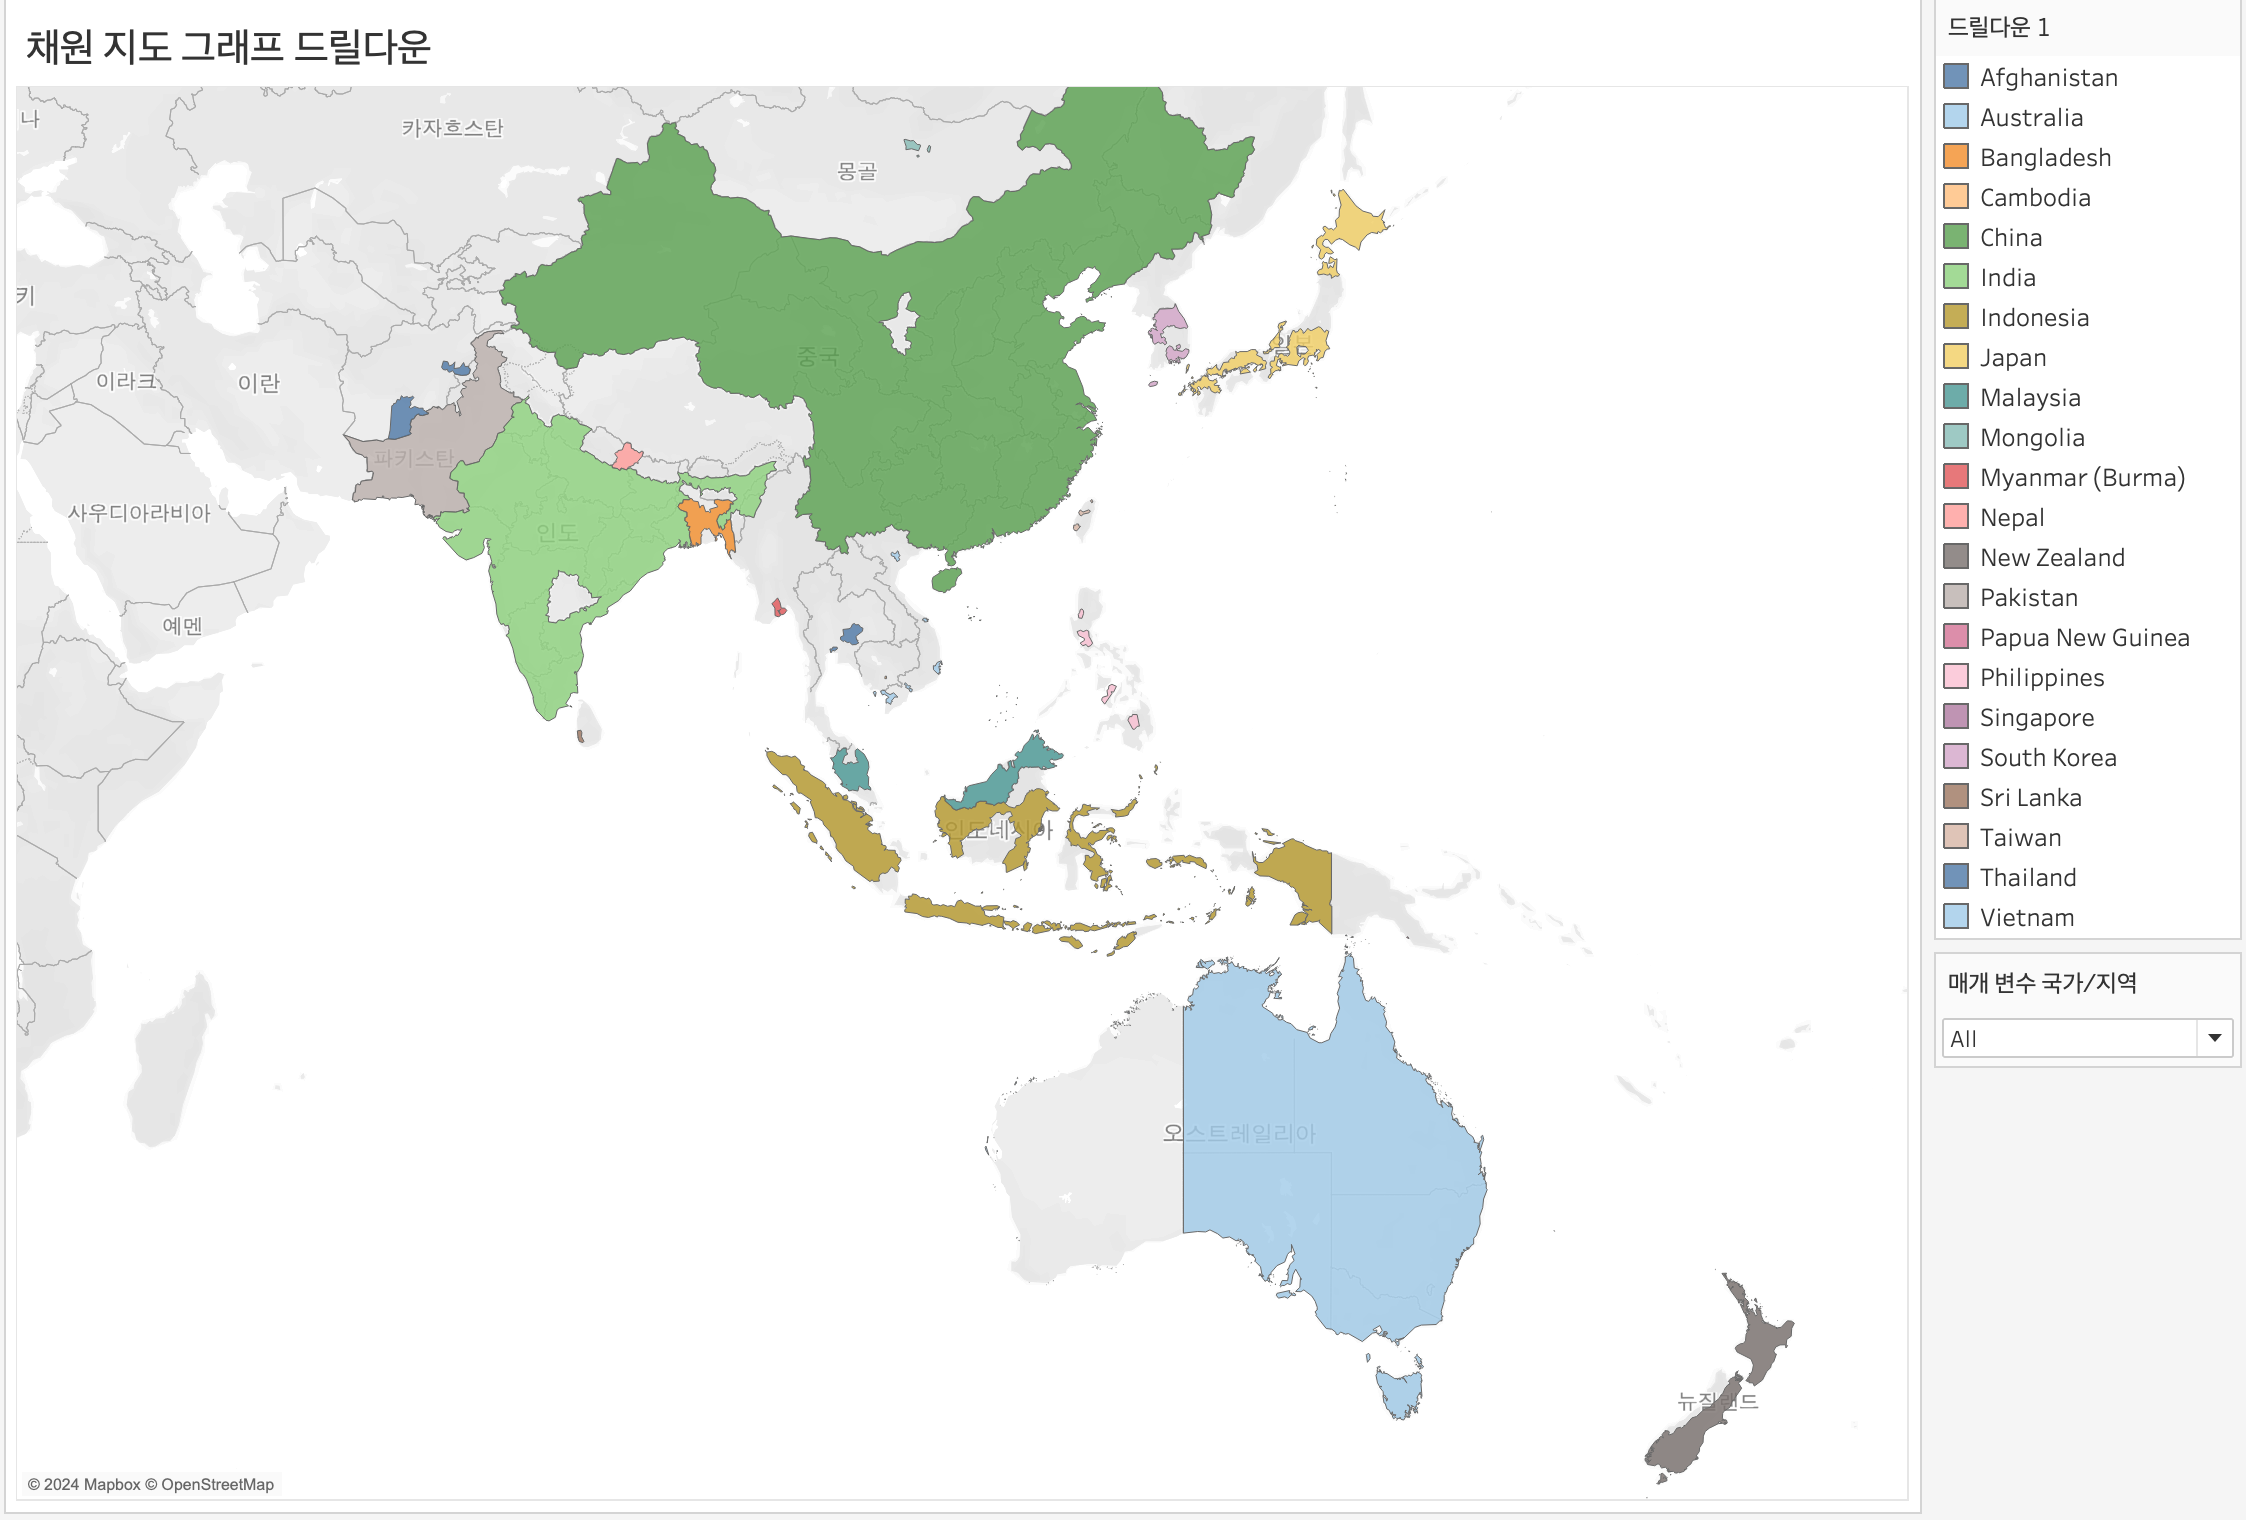 채원 지도 그래프 드릴다운
나
카자흐스탄
몽골
키
중국
이라크
이란
파키스탄
사우디아라비아
인도
예멘
인도네시아
오스트레일리아
뉴질랜드
© 2024 Mapbox © OpenStreetMap
드릴다운 1
Afghanistan
Australia
Bangladesh
Cambodia
China
India
Indonesia
Japan
Malaysia
Mongolia
Myanmar (Burma)
Nepal
New Zealand
Pakistan
Papua New Guinea
Philippines
Singapore
South Korea
Sri Lanka
Taiwan
Thailand
Vietnam
매개 변수 국가/지역
All